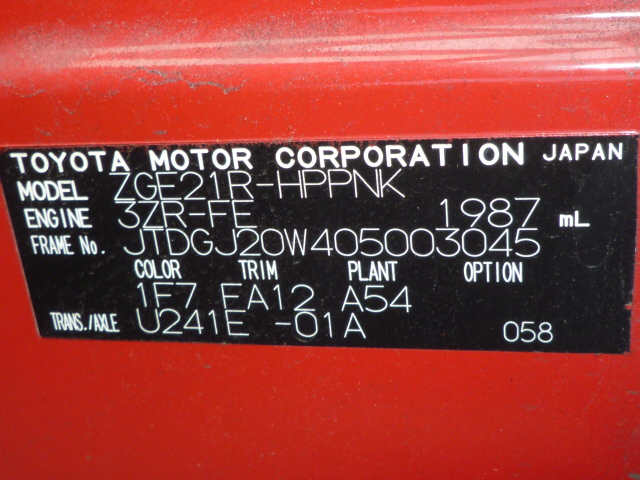 TOYOTA MOTOR CORPORATION JAPAN
MODEL ZGE21R-HPPNK
ENGINE 3ZR-FE 1987 mL
FRAME No. JTDGJ20W405003045
COLOR TRIM PLANT OPTION
1F7 FA12 A54
TRANS./AXLE U241E -01A 058